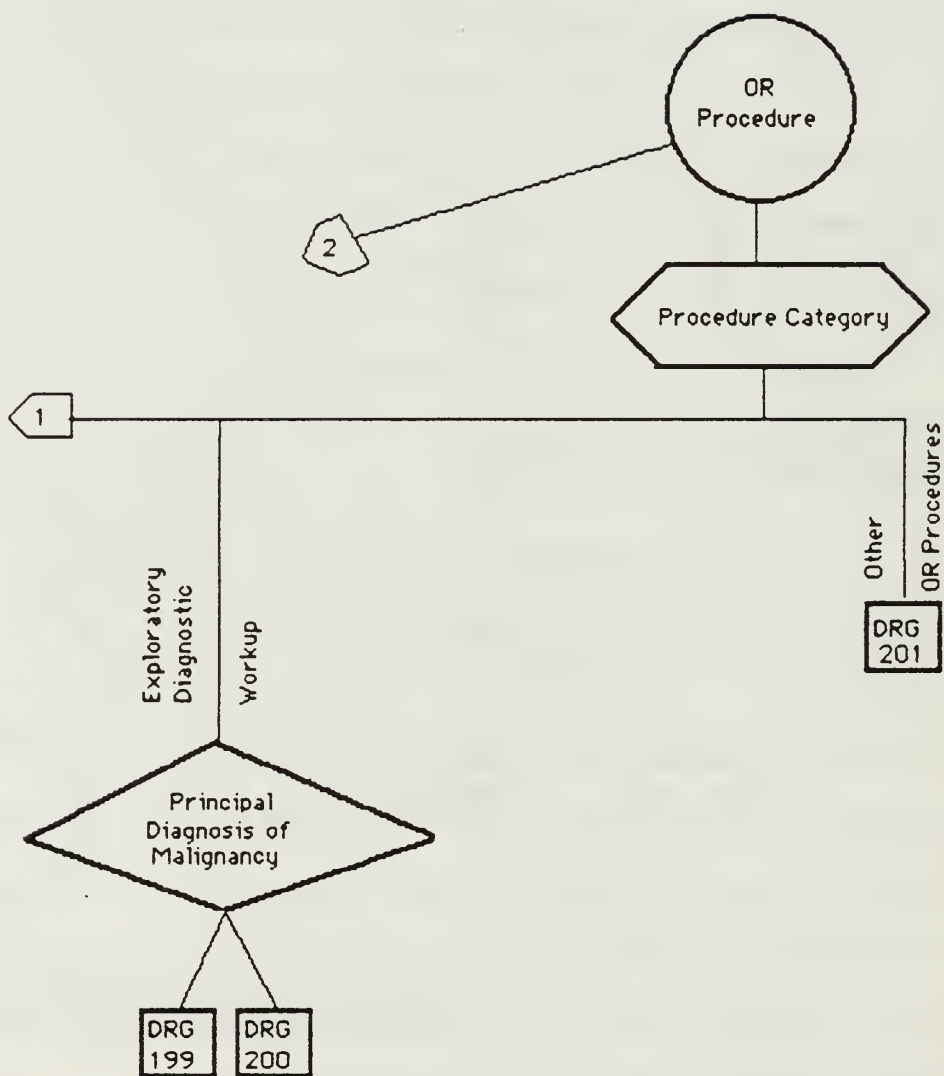 OR
Procedure
2
Procedure Category
1
Exploratory
Diagnostic
Workup
Other
OR Procedures
DRG
201
Principal
Diagnosis of
Malignancy
DRG
199
DRG
200